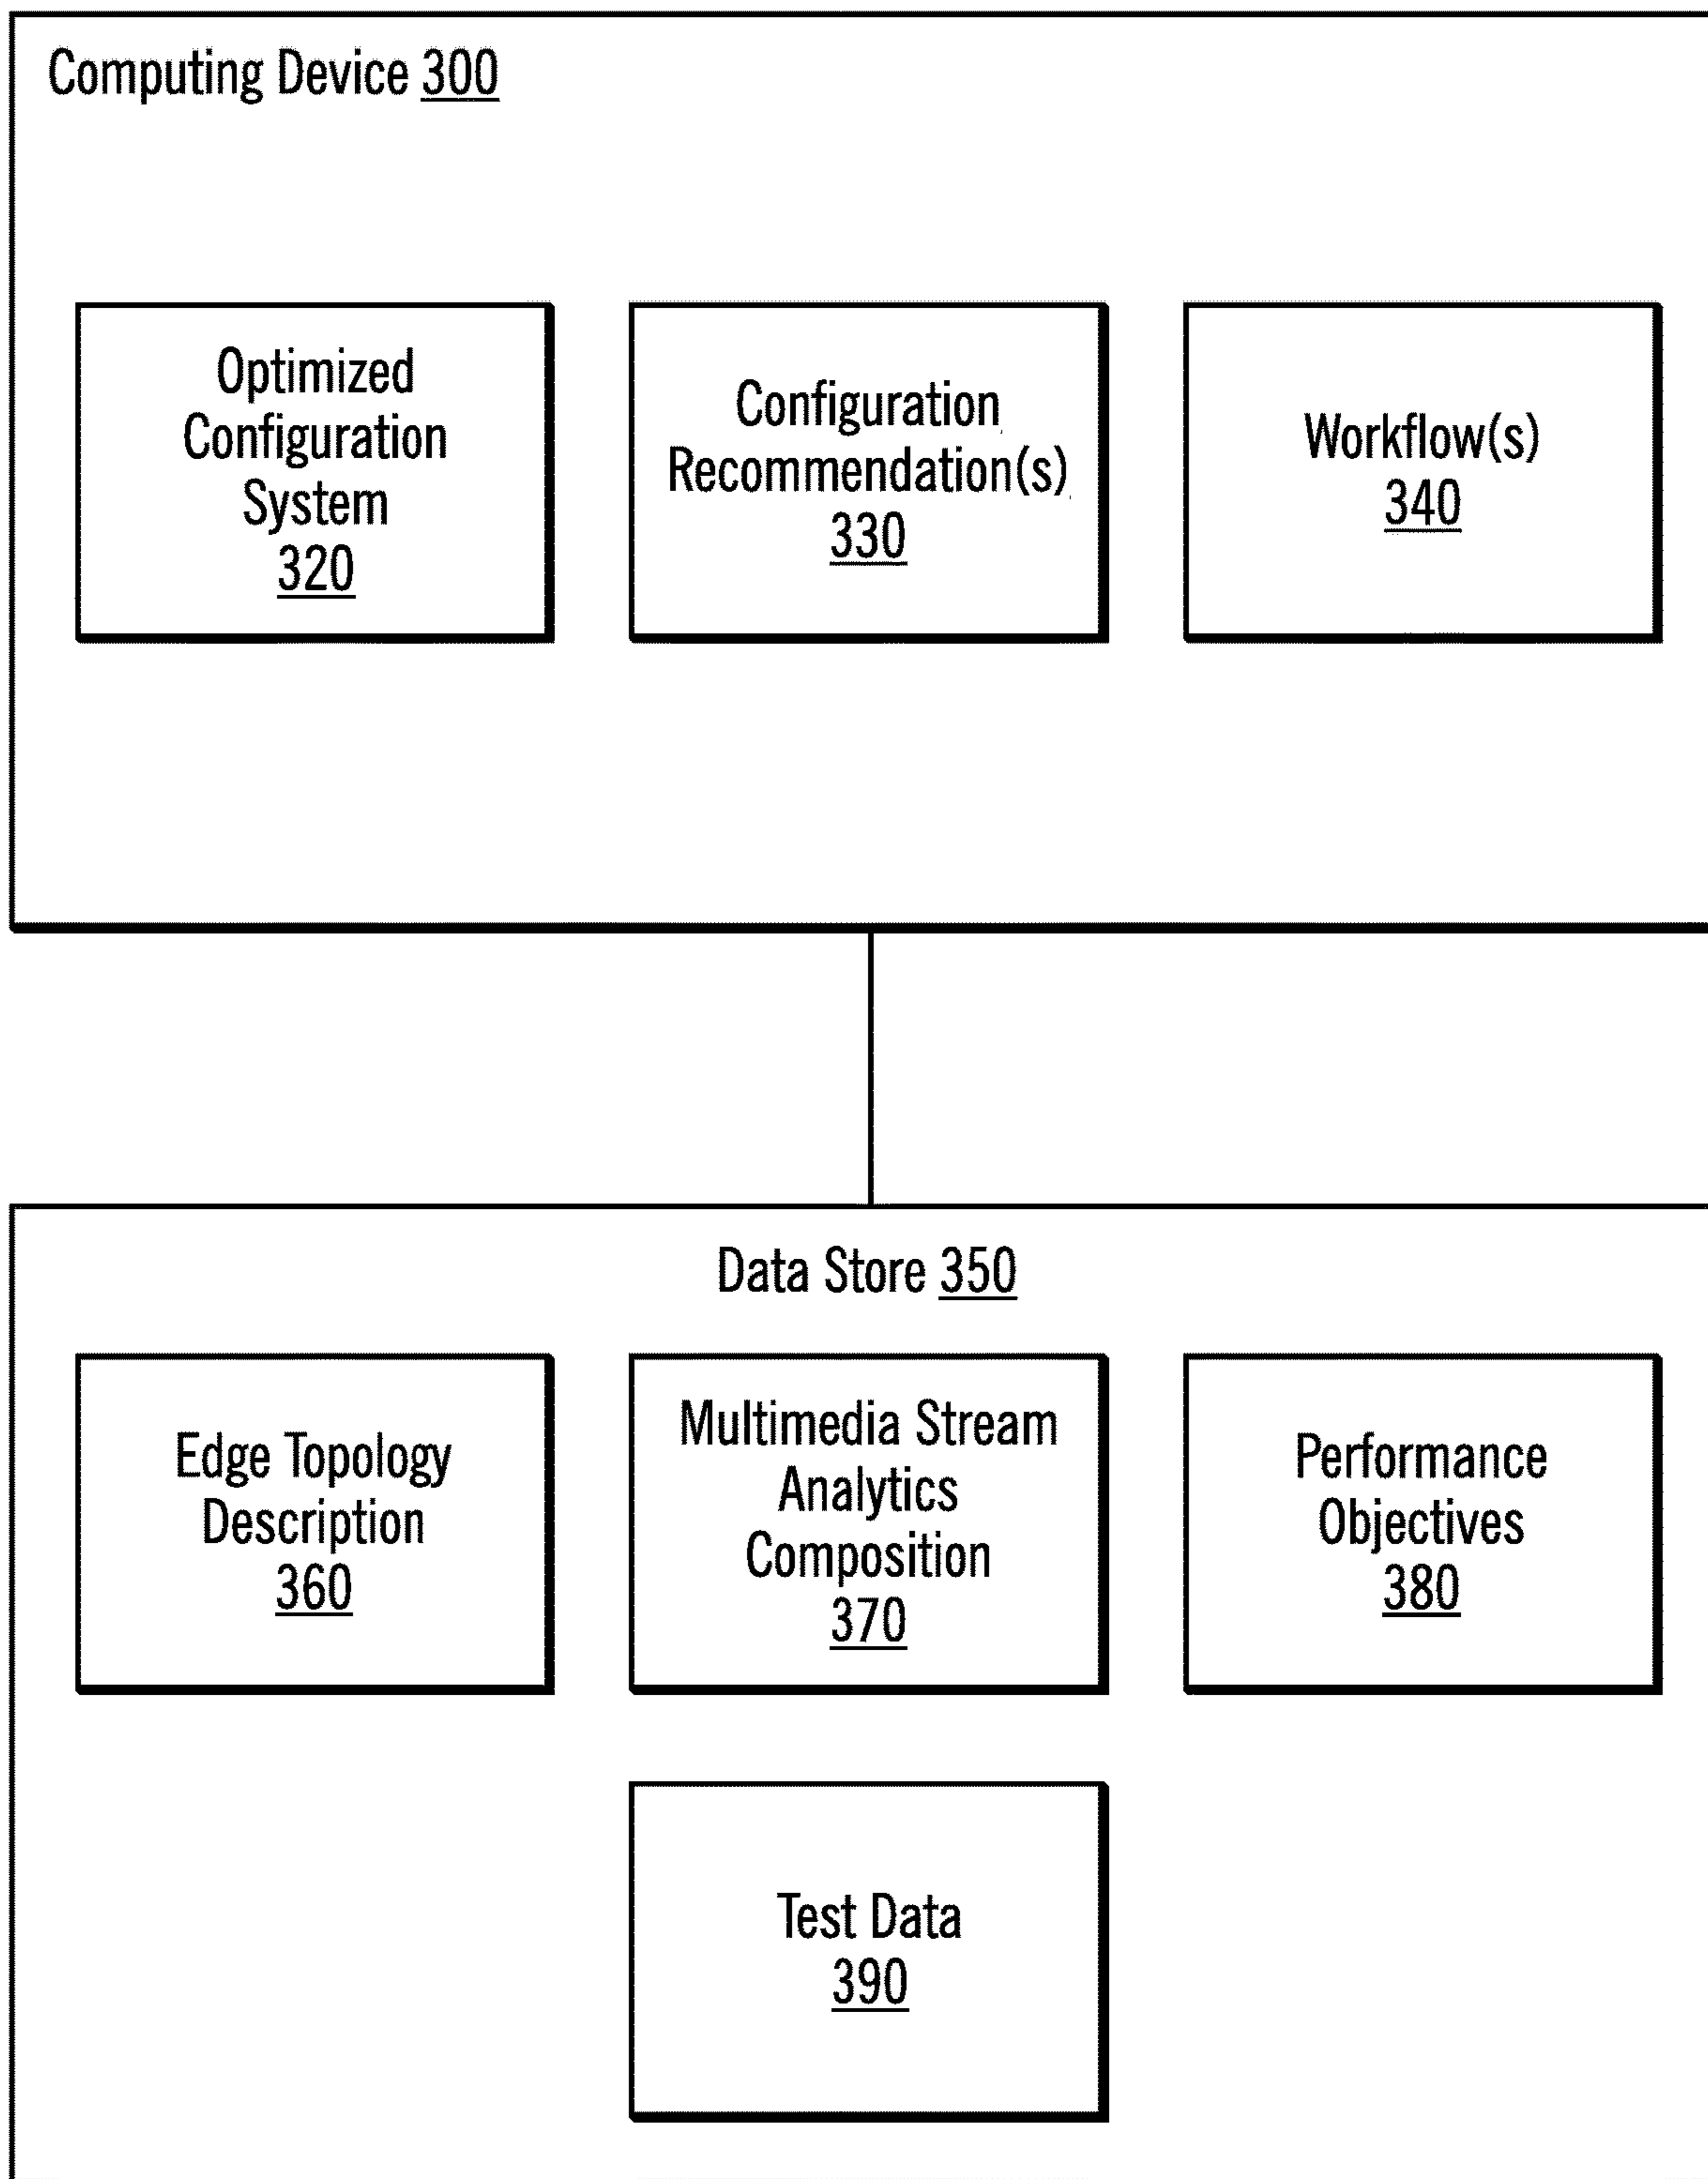 Computing Device 300
Optimized
Configuration
System
320
Configuration
Recommendation(s)
330
Workflow(s)
340
Data Store 350
Edge Topology
Description
360
Multimedia Stream
Analytics
Composition
370
Performance
Objectives
380
Test Data
390